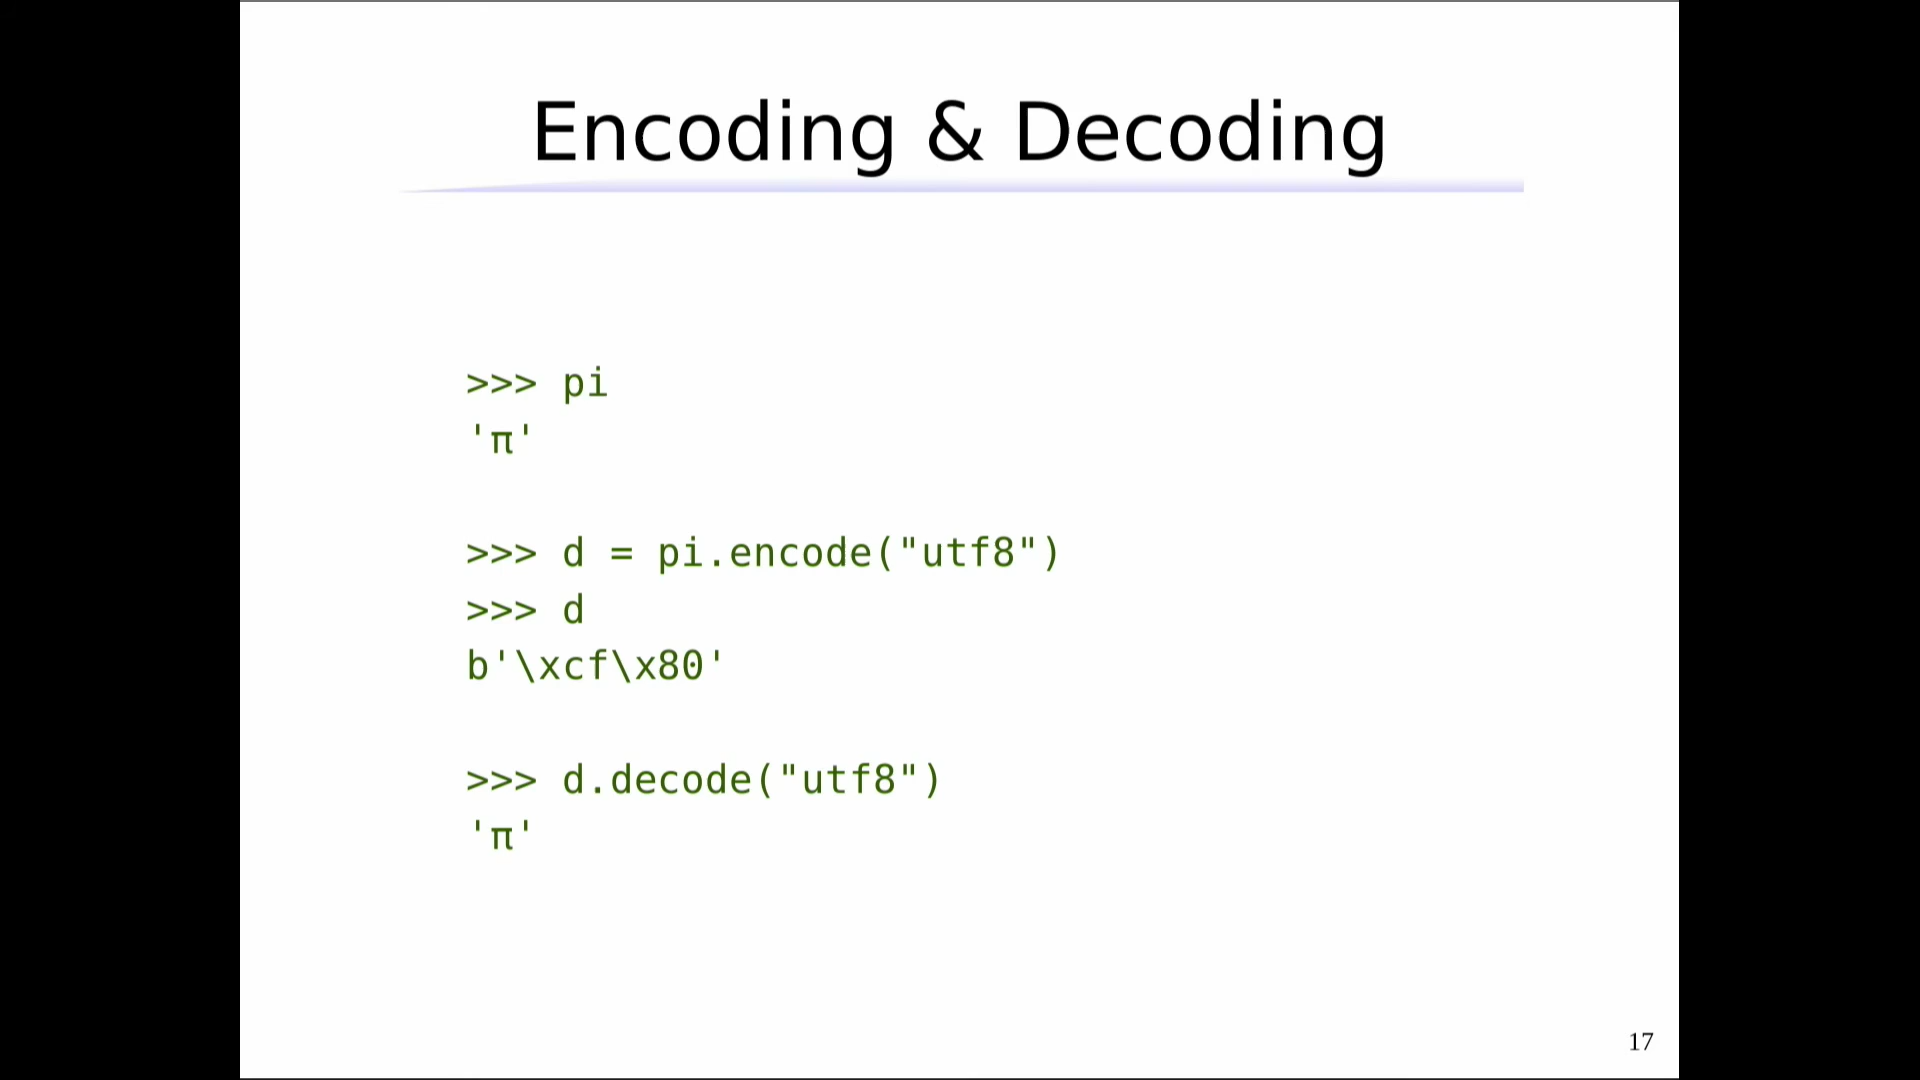 Encoding & Decoding
>>> pi
'π'
>>> d = pi.encode("utf8")
>>> d
b'\xcf\x80'
>>> d.decode("utf8")
'π'
17